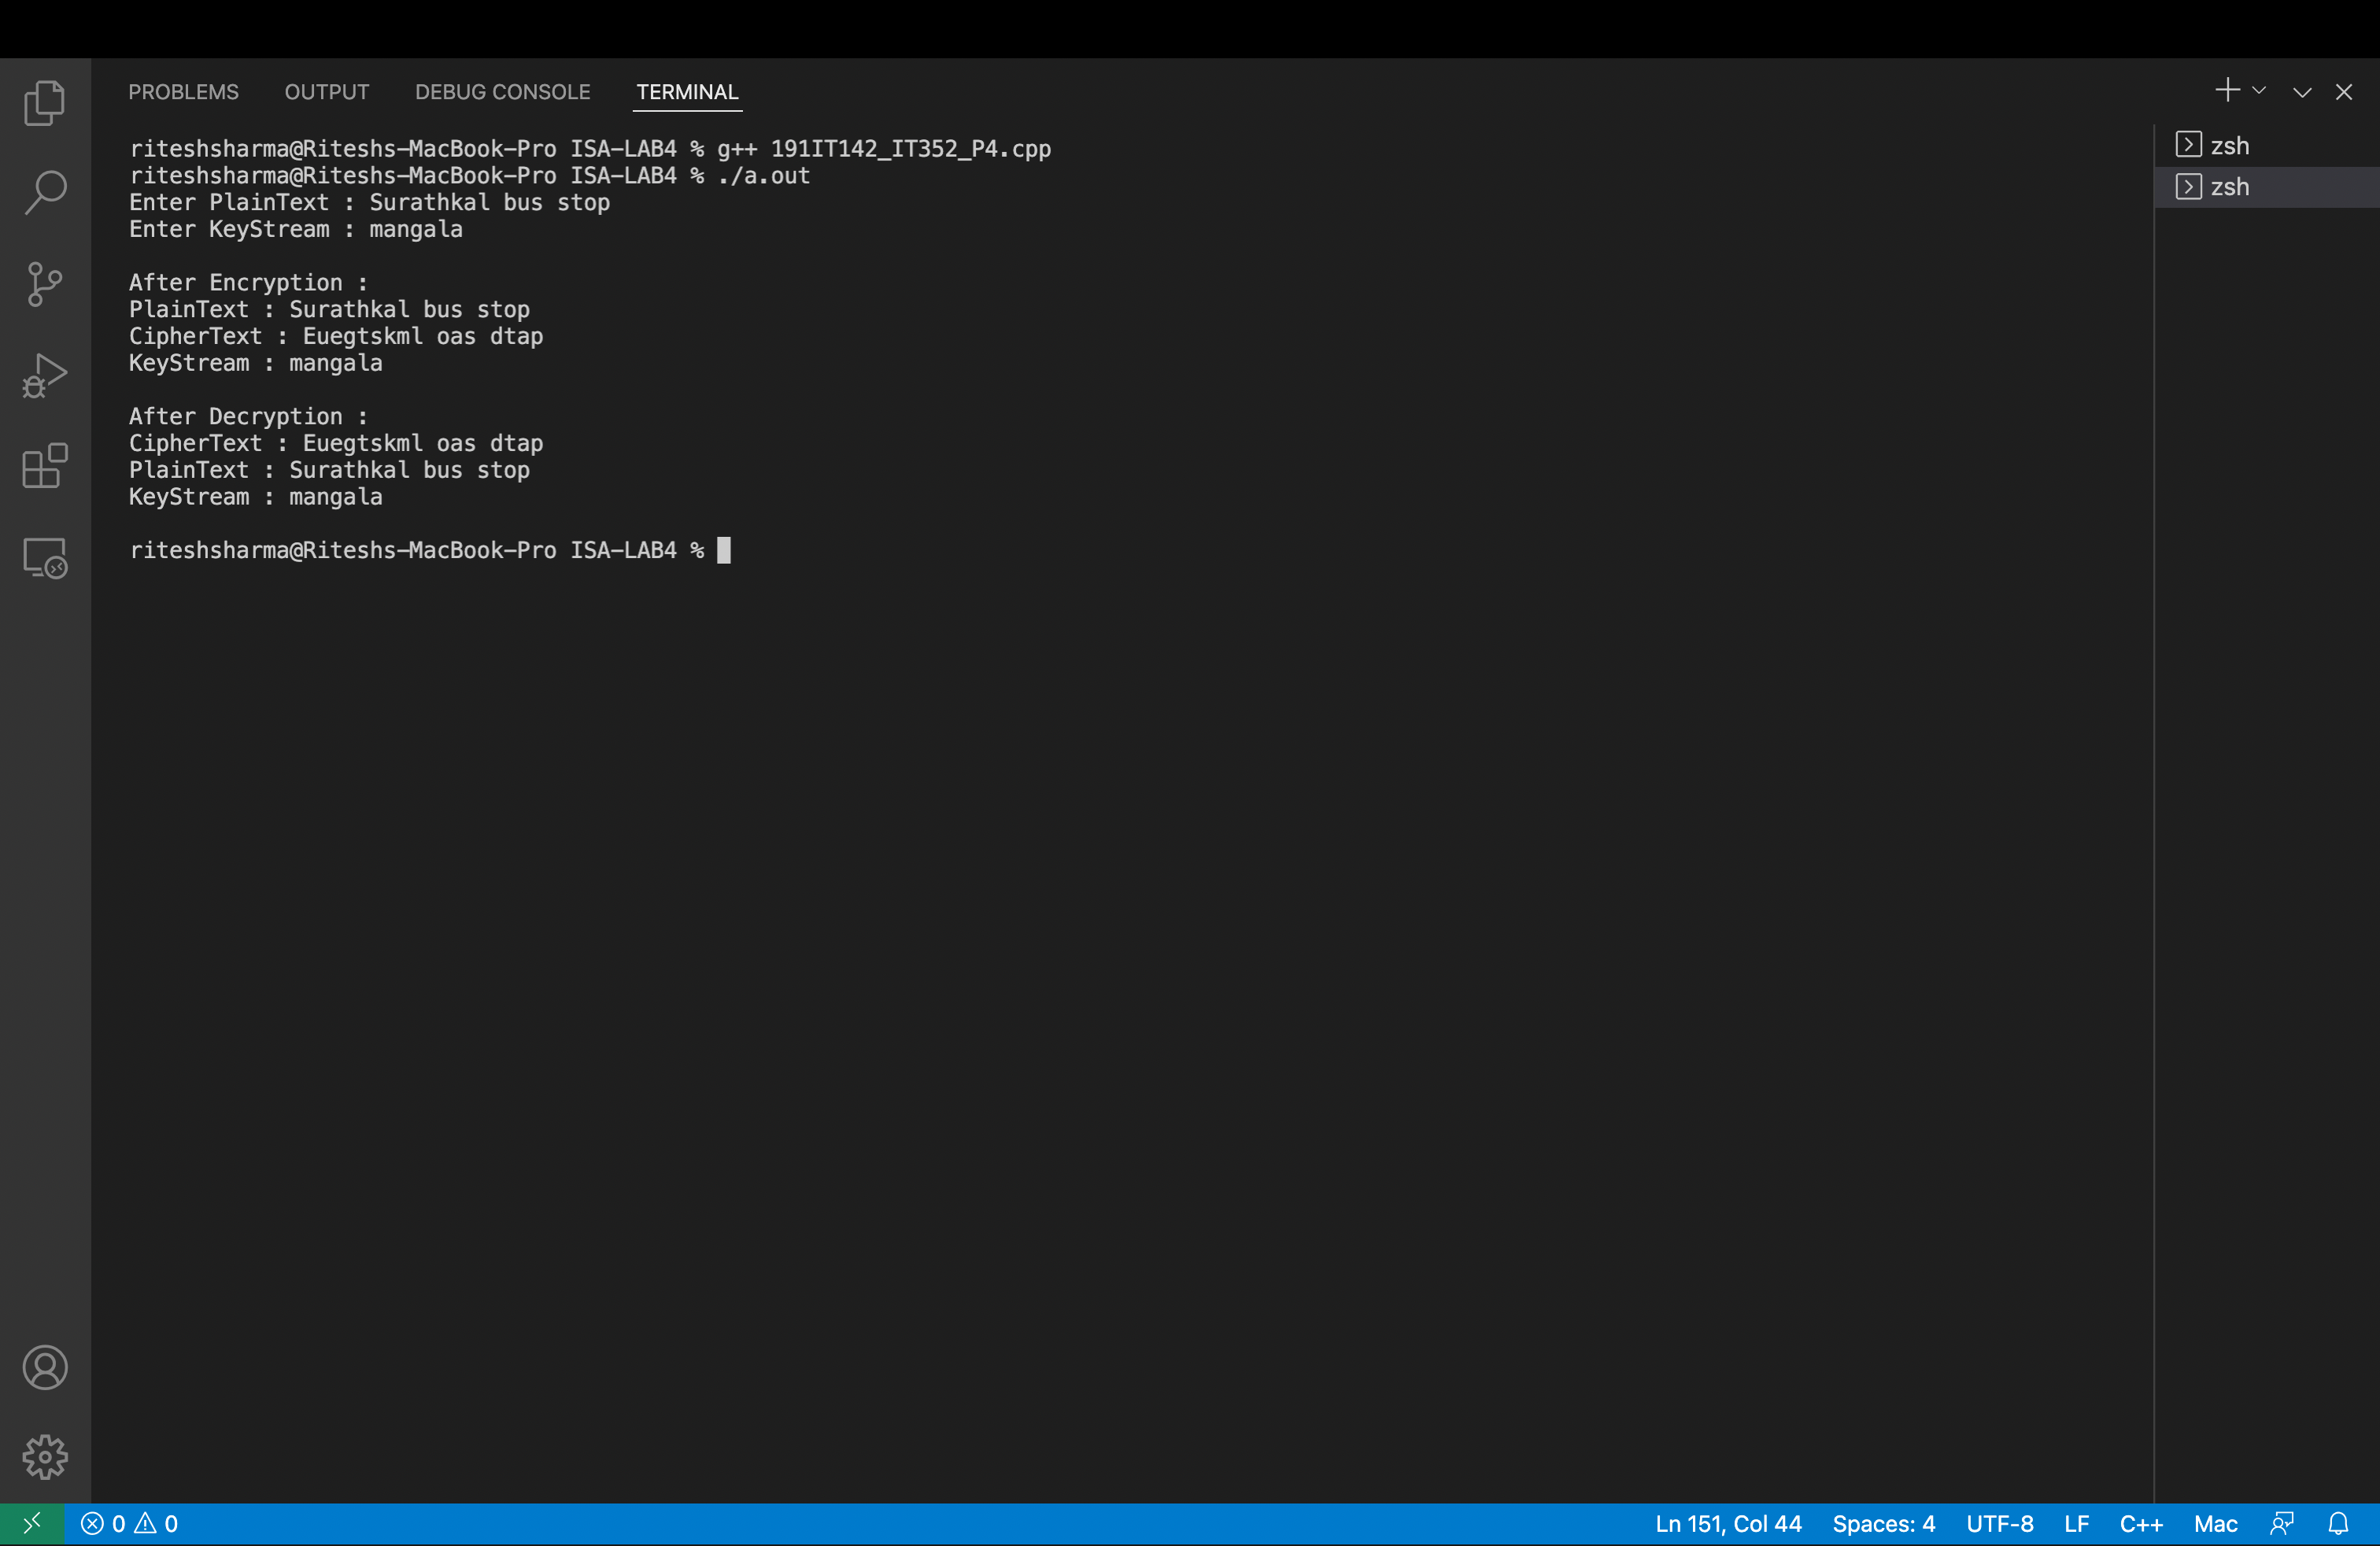 PROBLEMS OUTPUT DEBUG CONSOLE TERMINAL
riteshsharma@Riteshs-MacBook-Pro ISA-LAB4 % g++ 191IT142_IT352_P4.cpp
riteshsharma@Riteshs-MacBook-Pro ISA-LAB4 % ./a.out
Enter PlainText : Surathkal bus stop
Enter KeyStream : mangala
After Encryption :
PlainText : Surathkal bus stop
CipherText : Euegtskml oas dtap
KeyStream : mangala
After Decryption :
CipherText : Euegtskml oas dtap
PlainText : Surathkal bus stop
KeyStream : mangala
riteshsharma@Riteshs-MacBook-Pro ISA-LAB4 %
zsh
zsh
0 0 Ln 151, Col 44 Spaces: 4 UTF-8 LF C++ Mac